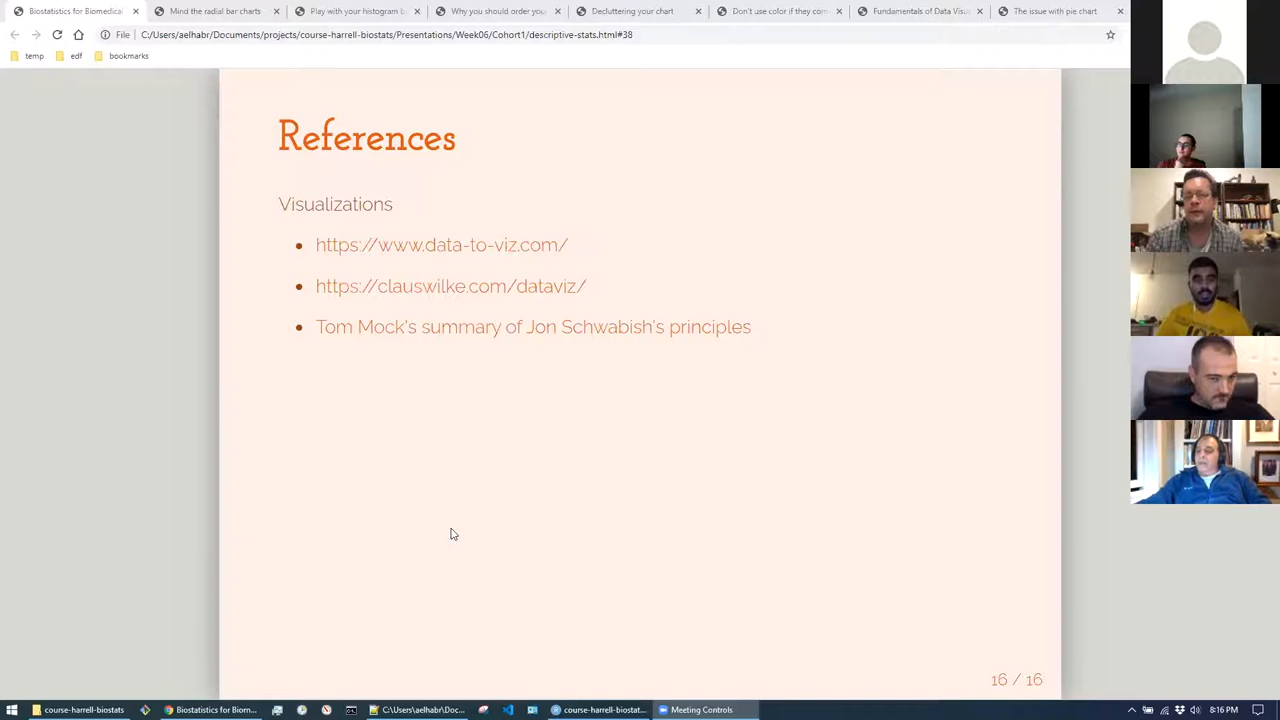 Biostatistics for Biomedical
Mind the radial bar charts
Play with your histogram b
Why you should order your
Decluttering your chart
Don't use color if they com
Fundamentals of Data Visu
The issue with pie chart
File
C:/Users/aelhabr/Documents/projects/course-harrell-biostats/Presentations/Week06/Cohort1/descriptive-stats.html#38
temp
edf
bookmarks
References
Visualizations
• https://www.data-to-viz.com/
• https://clauswilke.com/dataviz/
• Tom Mock's summary of Jon Schwabish's principles
16 / 16
course-harrell-biostats
Biostatistics for Biom...
C:\Users\aelhabr\Doc...
course-harrell-biostat...
Meeting Controls
8:16 PM